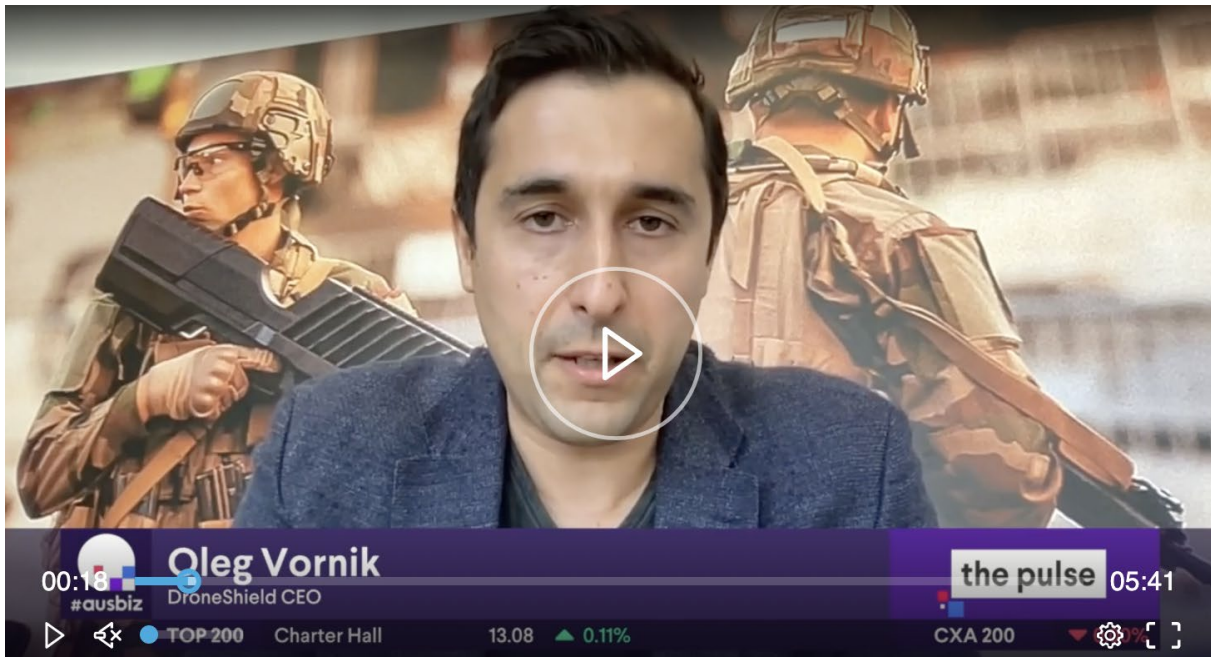 Oleg Vornik
the pulse
00:18
05:41
#ausbiz
DroneShield CEO
TOP 200 Charter Hall 13.08 0.11% CXA 200